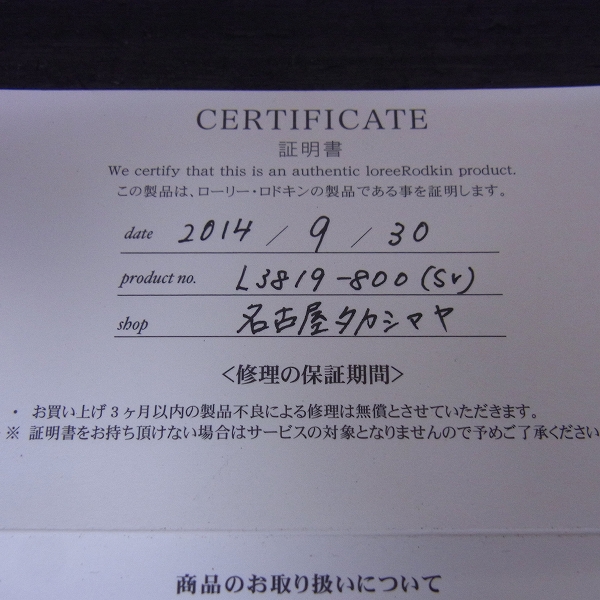 CERTIFICATE
証明書
We certify that this is an authentic loreeRodkin product.
この製品は、ローリー・ロドキンの製品である事を証明します。
date 2014 / 9 / 30
product no. L3819-800(Sv)
shop 名古屋タカシマヤ
<修理の保証期間>
・ お買い上げ3ヶ月以内の製品不良による修理は無償とさせていただきます。
※ 証明書をお持ち頂けない場合はサービスの対象となりませんので予めご了承ください
商品のお取り扱いについて